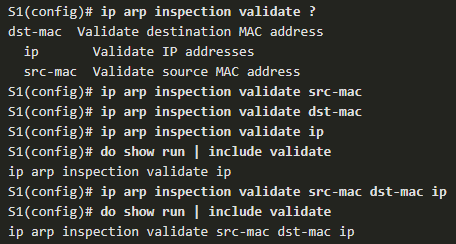 S1(config)# ip arp inspection validate ?
dst-mac  Validate destination MAC address
  ip       Validate IP addresses
  src-mac  Validate source MAC address
S1(config)# ip arp inspection validate src-mac
S1(config)# ip arp inspection validate dst-mac
S1(config)# ip arp inspection validate ip
S1(config)# do show run | include validate
ip arp inspection validate ip
S1(config)# ip arp inspection validate src-mac dst-mac ip
S1(config)# do show run | include validate
ip arp inspection validate src-mac dst-mac ip